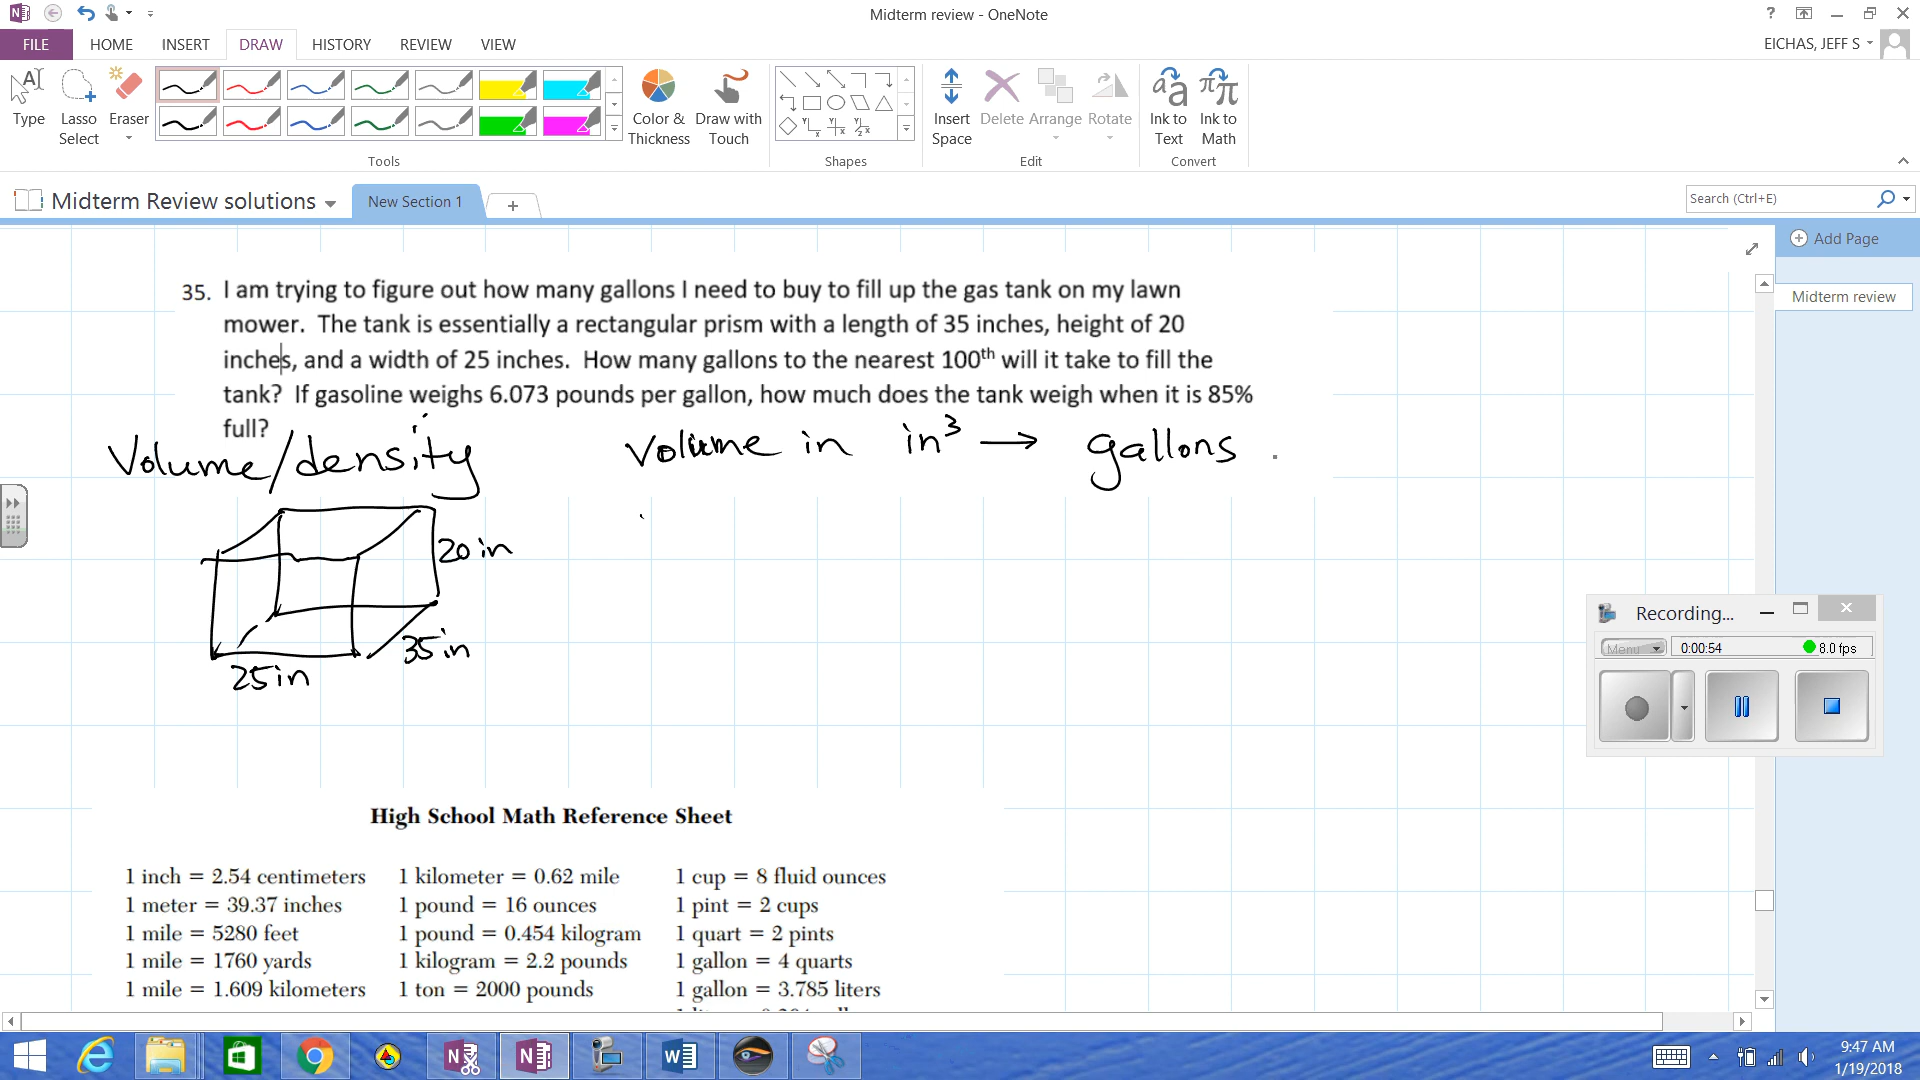 Midterm review - OneNote
FILE HOME INSERT DRAW HISTORY REVIEW VIEW
EICHAS, JEFF S
Type
Lasso Select
Eraser
Color & Thickness
Draw with Touch
Insert Space
Delete
Arrange
Rotate
Ink to Text
Ink to Math
Tools
Shapes
Edit
Convert
Midterm Review solutions
New Section 1
Search (Ctrl+E)
Add Page
Midterm review
35. I am trying to figure out how many gallons I need to buy to fill up the gas tank on my lawn
mower. The tank is essentially a rectangular prism with a length of 35 inches, height of 20
inches, and a width of 25 inches. How many gallons to the nearest 100th will it take to fill the
tank? If gasoline weighs 6.073 pounds per gallon, how much does the tank weigh when it is 85%
full?
Volume/density
Volume in in³ → gallons
20 in
35 in
25 in
Recording...
Menu 0:00:54 8.0 fps
High School Math Reference Sheet
1 inch = 2.54 centimeters 1 kilometer = 0.62 mile 1 cup = 8 fluid ounces
1 meter = 39.37 inches 1 pound = 16 ounces 1 pint = 2 cups
1 mile = 5280 feet 1 pound = 0.454 kilogram 1 quart = 2 pints
1 mile = 1760 yards 1 kilogram = 2.2 pounds 1 gallon = 4 quarts
1 mile = 1.609 kilometers 1 ton = 2000 pounds 1 gallon = 3.785 liters
9:47 AM
1/19/2018